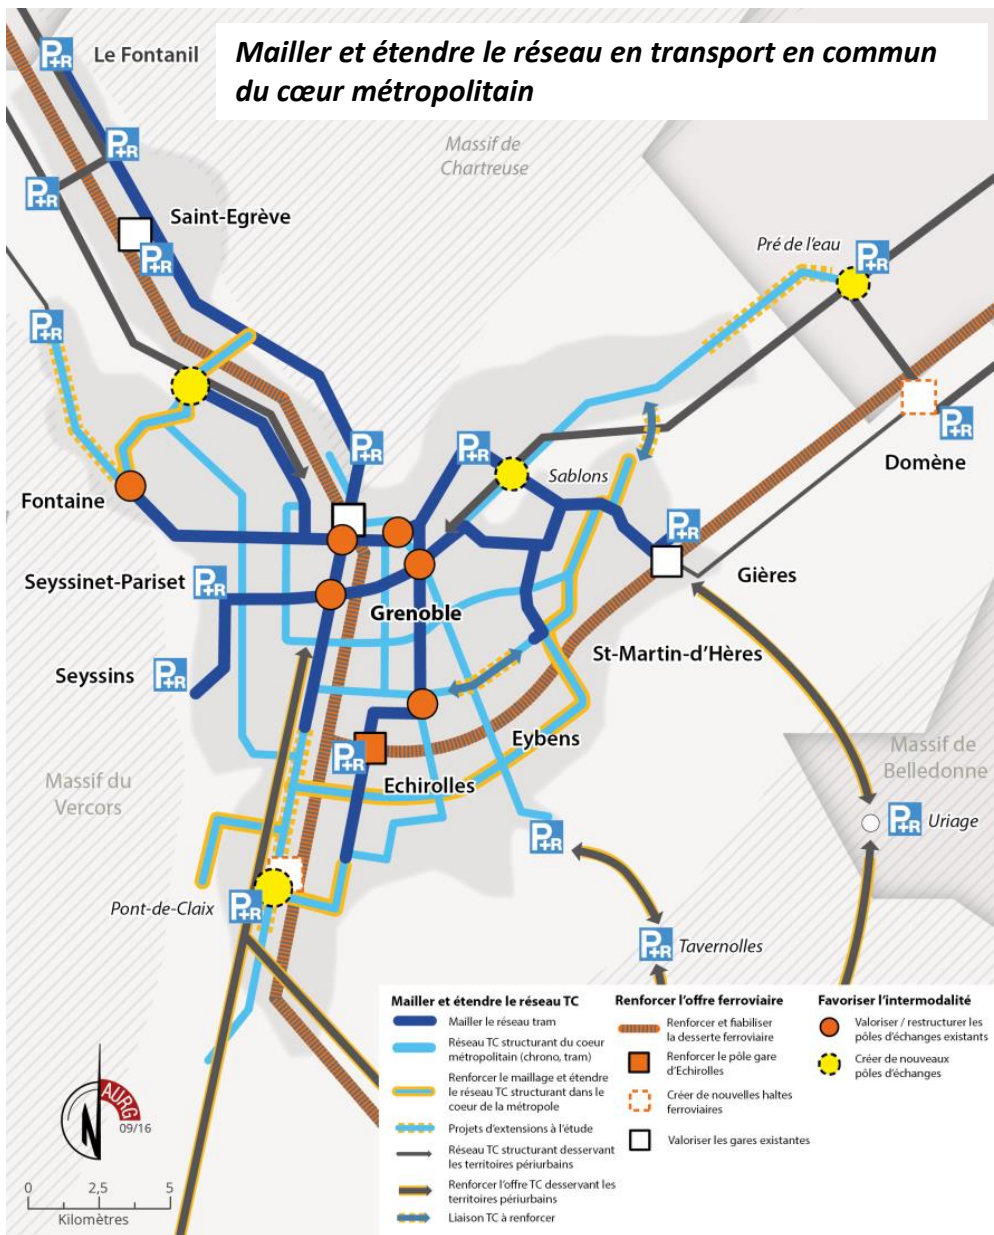 Mailler et étendre le réseau en transport en commun
du cœur métropolitain
P+R
Le Fontanil
Massif de
Chartreuse
P+R
P+R
Saint-Egrève
P+R
Pré de l'eau
P+R
P+R
P+R
P+R
Domène
P+R
Sablons
Fontaine
P+R
Gières
Seyssinet-Pariset
P+R
Grenoble
St-Martin-d'Hères
Seyssins
P+R
Eybens
Massif de
Belledonne
P+R
Echirolles
Massif du
Vercors
P+R
Uriage
P+R
Pont-de-Claix
P+R
P+R
Tavernolles
Mailler et étendre le réseau TC
Mailler le réseau tram
Réseau TC structurant du coeur
métropolitain (chrono, tram)
Renforcer le maillage et étendre
le réseau TC structurant dans le
coeur de la métropole
Projets d'extensions à l'étude
Réseau TC structurant desservant
les territoires périurbains
Renforcer l'offre TC desservant les
territoires périurbains
Liaison TC à renforcer
Renforcer l'offre ferroviaire
Renforcer et fiabiliser
la desserte ferroviaire
Renforcer le pôle gare
d'Echirolles
Créer de nouvelles haltes
ferroviaires
Valoriser les gares existantes
Favoriser l'intermodalité
Valoriser / restructurer les
pôles d'échanges existants
Créer de nouveaux
pôles d'échanges
AURG
09/16
N
0 2,5 5
Kilomètres